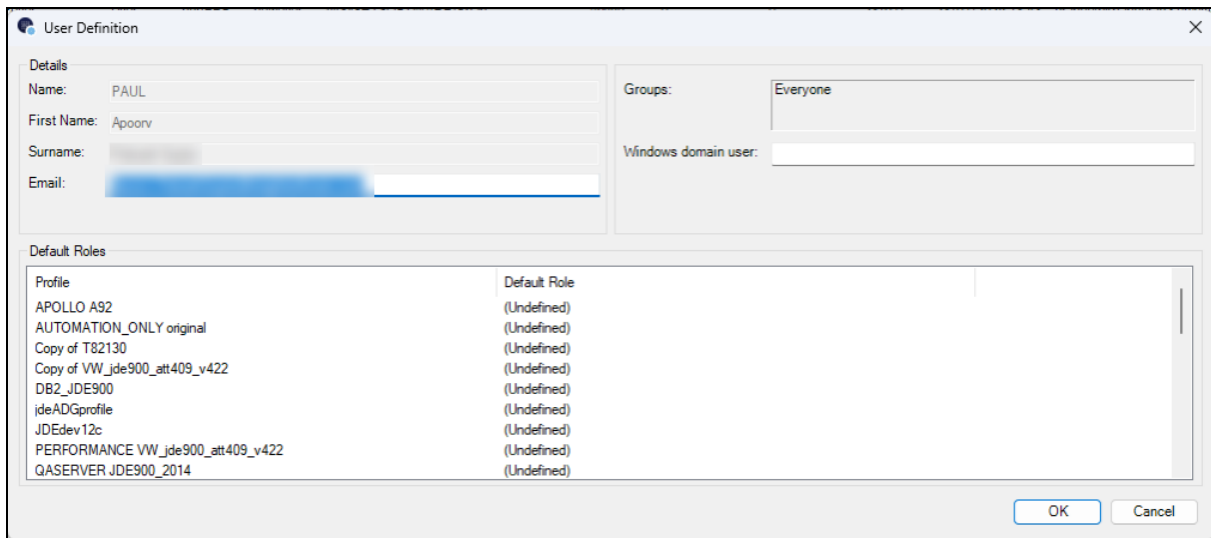 User Definition
Details
Name: PAUL
First Name: Apoorv
Surname:
Email:
Groups: Everyone
Windows domain user:
Default Roles
Profile Default Role
APOLLO A92 (Undefined)
AUTOMATION_ONLY original (Undefined)
Copy of T82130 (Undefined)
Copy of VW_jde900_att409_v422 (Undefined)
DB2_JDE900 (Undefined)
jdeADGprofile (Undefined)
JDEdev12c (Undefined)
PERFORMANCE VW_jde900_att409_v422 (Undefined)
QASERVER JDE900_2014 (Undefined)
OK Cancel